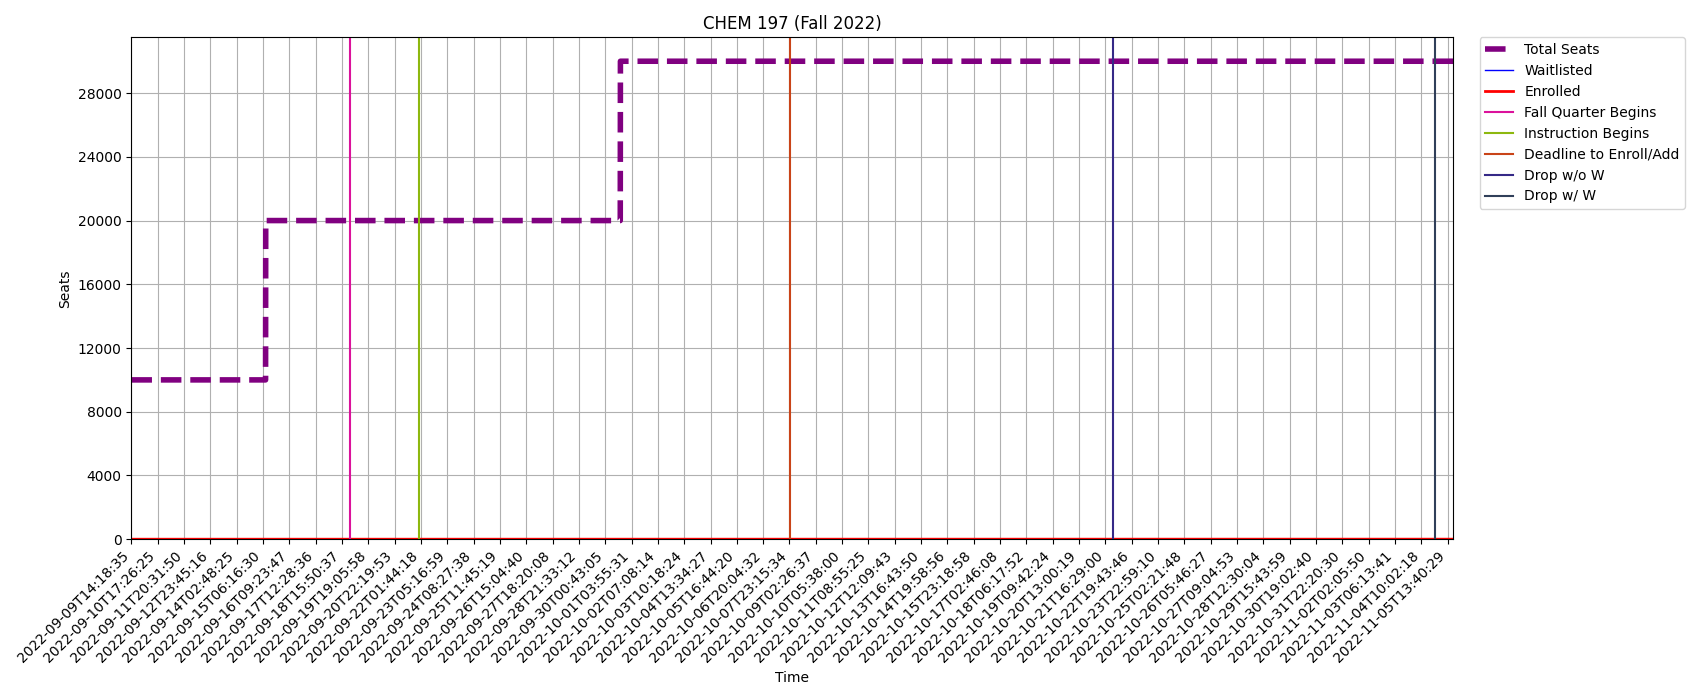 CHEM 197 (Fall 2022)
Total Seats
Waitlisted
Enrolled
Fall Quarter Begins
Instruction Begins
Deadline to Enroll/Add
Drop w/o W
Drop w/ W
Seats
28000
24000
20000
16000
12000
8000
4000
0
2022-09-09T14:18:35
2022-09-10T17:26:25
2022-09-11T20:31:50
2022-09-12T23:45:16
2022-09-14T02:48:25
2022-09-15T06:16:30
2022-09-16T09:23:47
2022-09-17T12:28:36
2022-09-18T15:50:37
2022-09-19T19:05:58
2022-09-20T22:19:53
2022-09-22T01:44:18
2022-09-23T05:16:59
2022-09-24T08:27:38
2022-09-25T11:45:19
2022-09-26T15:04:40
2022-09-27T18:20:08
2022-09-28T21:33:12
2022-09-30T00:43:05
2022-10-01T03:55:31
2022-10-02T07:08:14
2022-10-03T10:18:24
2022-10-04T13:34:27
2022-10-05T16:44:20
2022-10-06T20:04:32
2022-10-07T23:15:34
2022-10-09T02:26:37
2022-10-10T05:38:00
2022-10-11T08:55:25
2022-10-12T12:09:43
2022-10-13T16:43:50
2022-10-14T19:58:56
2022-10-15T23:18:58
2022-10-17T02:46:08
2022-10-18T06:17:52
2022-10-19T09:42:24
2022-10-20T13:00:19
2022-10-21T16:29:00
2022-10-22T19:43:46
2022-10-23T22:59:10
2022-10-25T02:21:48
2022-10-26T05:46:27
2022-10-27T09:04:53
2022-10-28T12:30:04
2022-10-29T15:43:59
2022-10-30T19:02:40
2022-10-31T22:20:30
2022-11-02T02:05:50
2022-11-03T06:13:41
2022-11-04T10:02:18
2022-11-05T13:40:29
Time